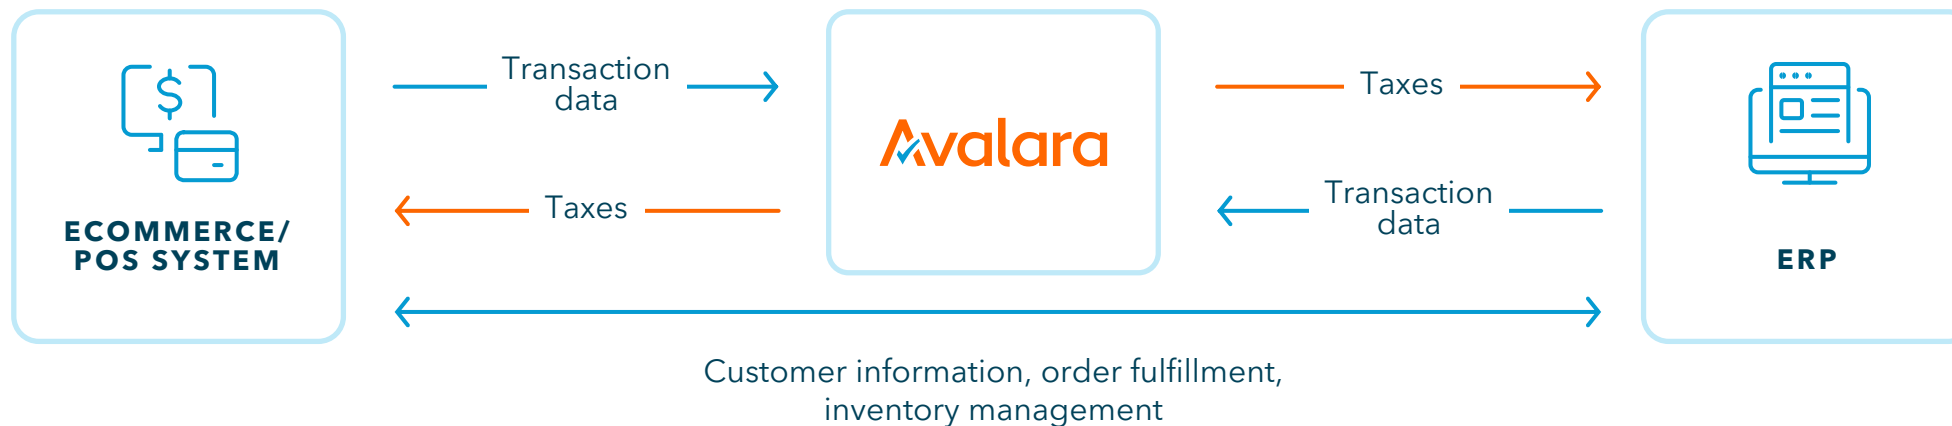 Transaction
data
Taxes
Avalara
Taxes
Transaction
data
ECOMMERCE/
POS SYSTEM
ERP
Customer information, order fulfillment,
inventory management